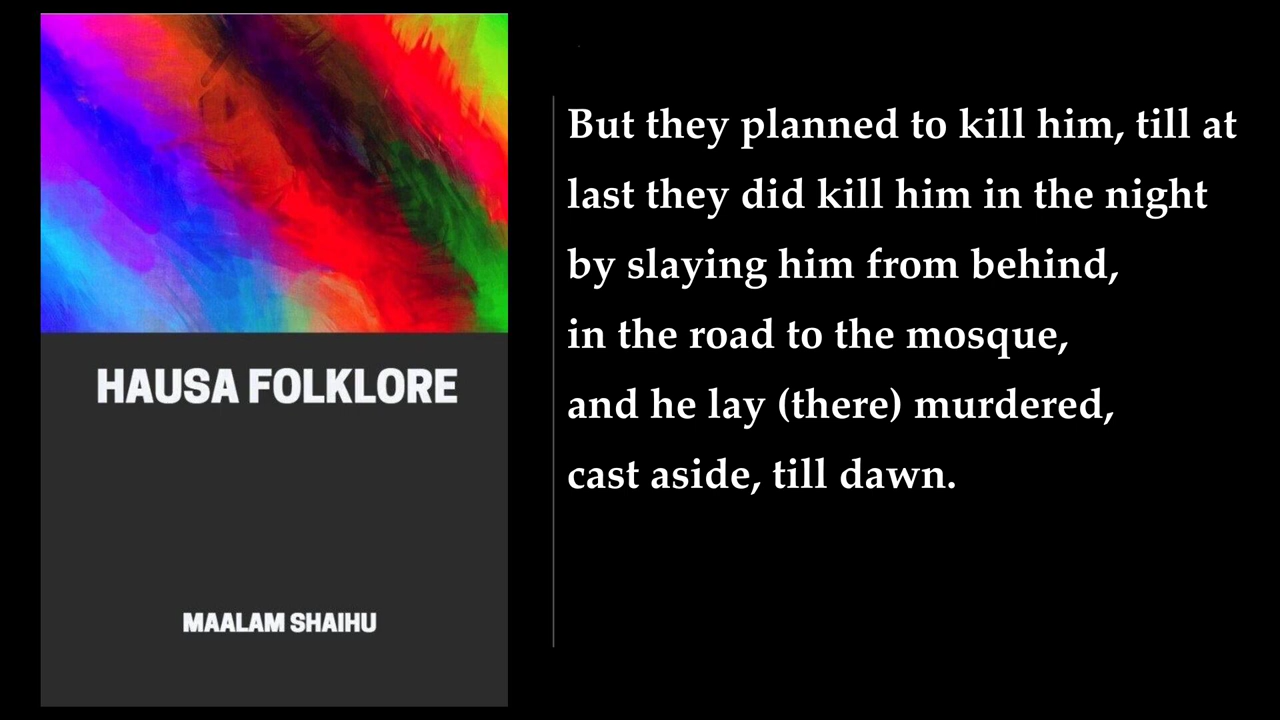 HAUSA FOLKLORE
MAALAM SHAIHU
But they planned to kill him, till at
last they did kill him in the night
by slaying him from behind,
in the road to the mosque,
and he lay (there) murdered,
cast aside, till dawn.